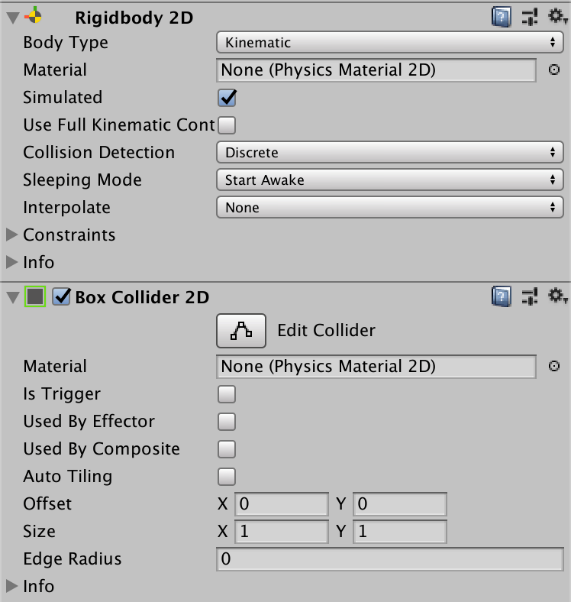 Rigidbody 2D
Body Type Kinematic
Material None (Physics Material 2D)
Simulated
Use Full Kinematic Cont
Collision Detection Discrete
Sleeping Mode Start Awake
Interpolate None
Constraints
Info
Box Collider 2D
Edit Collider
Material None (Physics Material 2D)
Is Trigger
Used By Effector
Used By Composite
Auto Tiling
Offset X 0 Y 0
Size X 1 Y 1
Edge Radius 0
Info